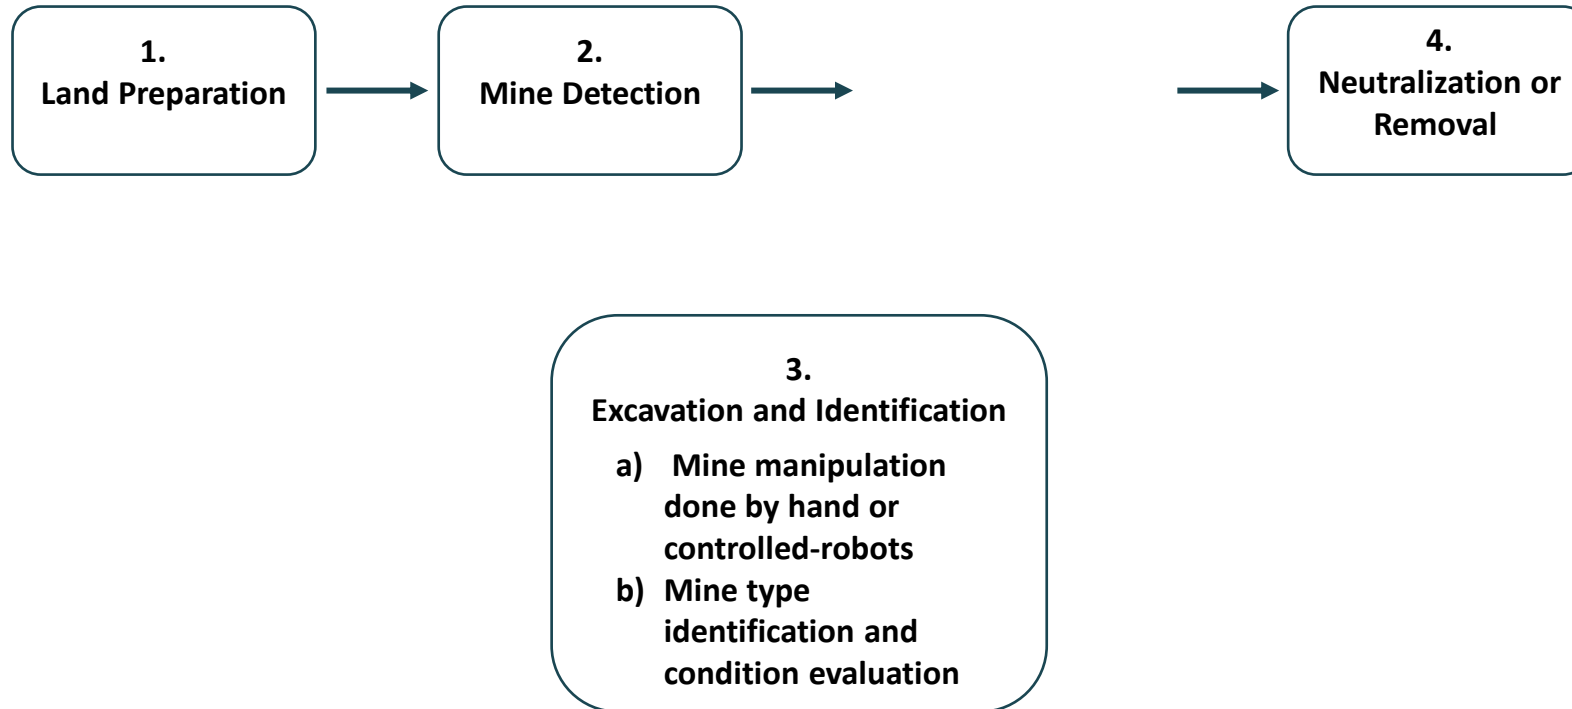 1.
Land Preparation
2.
Mine Detection
4.
Neutralization or
Removal
3.
Excavation and Identification
a) Mine manipulation
done by hand or
controlled-robots
b) Mine type
identification and
condition evaluation